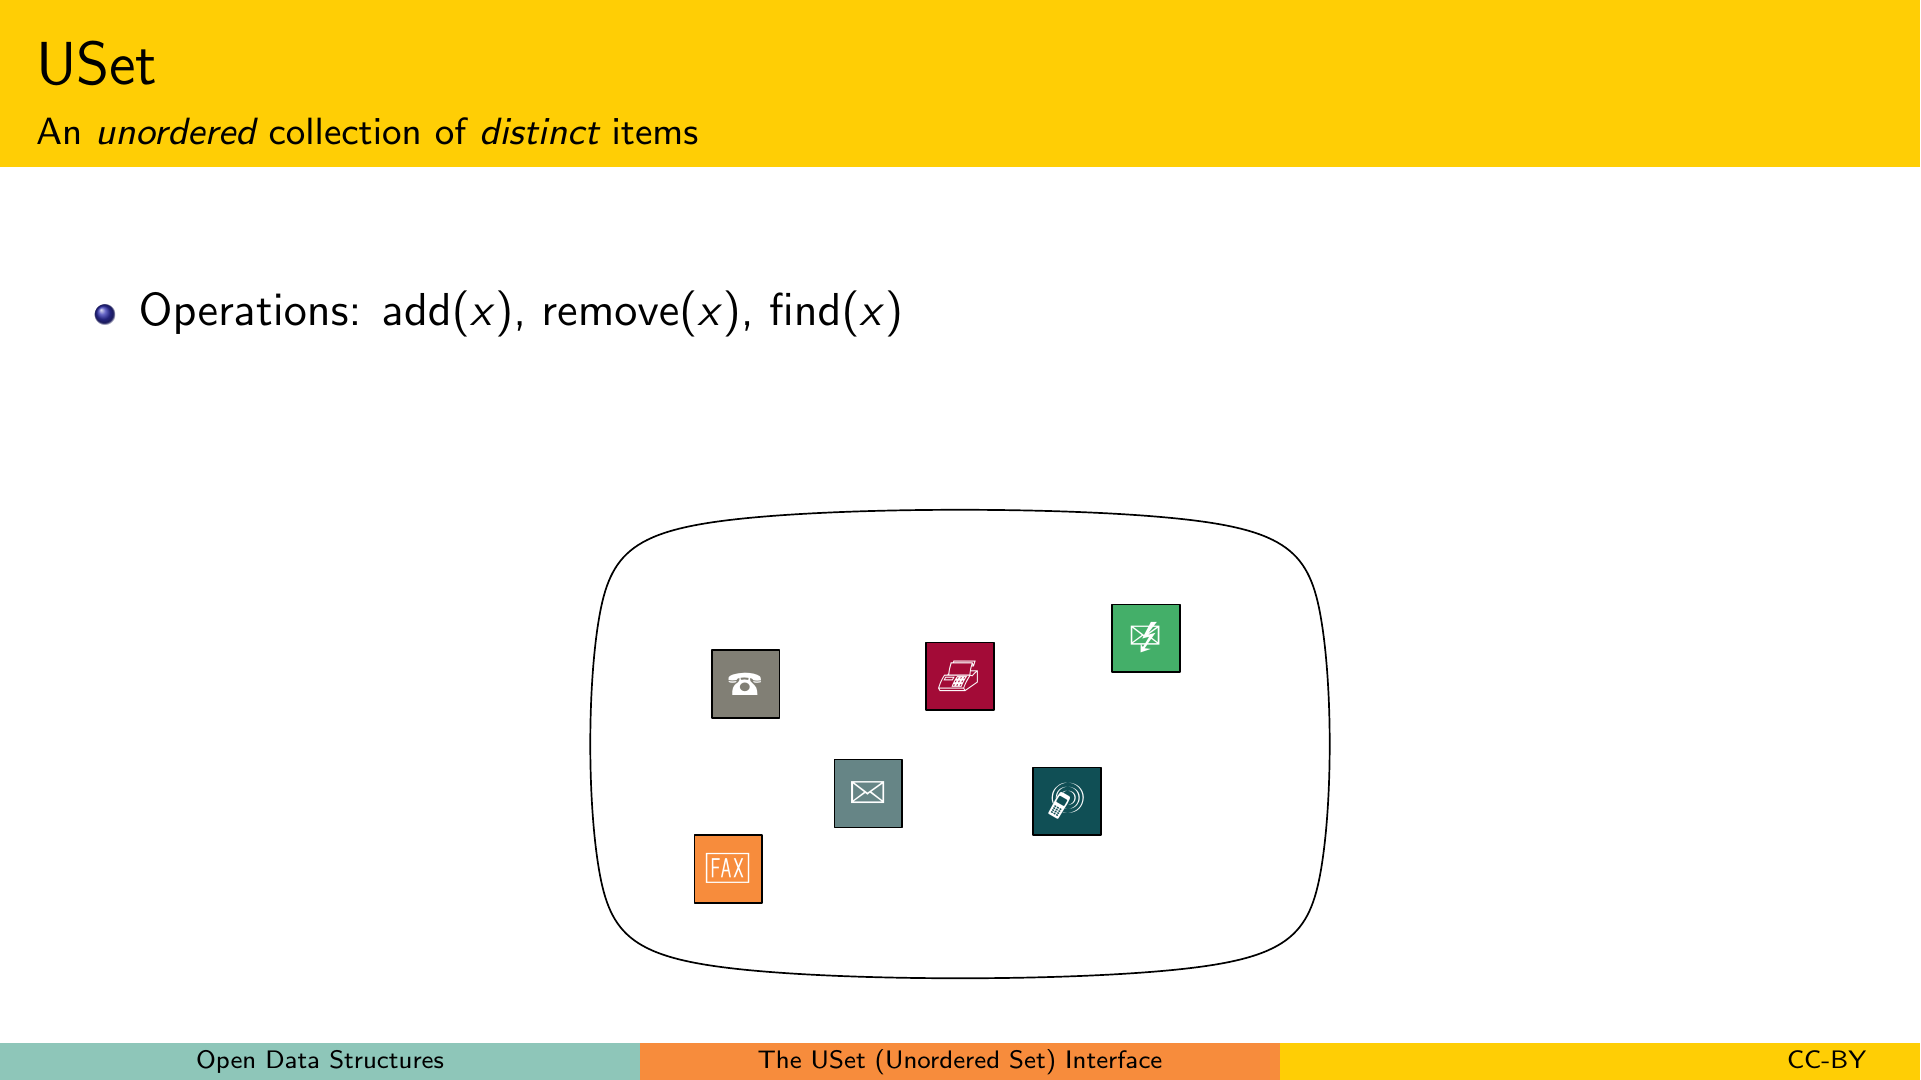 USet
An unordered collection of distinct items
Operations: add(x), remove(x), find(x)
FAX
Open Data Structures
The USet (Unordered Set) Interface
CC-BY